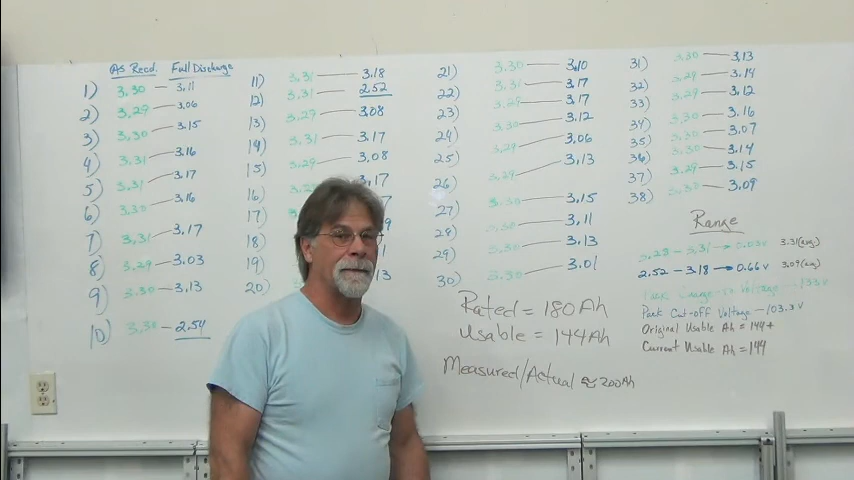 As Recd. Full Discharge
1) 3.30 — 3.11
2) 3.29 — 3.06
3) 3.30 — 3.15
4) 3.31 — 3.16
5) 3.31 — 3.17
6) 3.30 — 3.16
7) 3.31 — 3.17
8) 3.29 — 3.03
9) 3.30 — 3.13
10) 3.30 — 2.54
11) 3.31 — 3.18
12) 3.31 — 2.52
13) 3.29 — 3.08
14) 3.31 — 3.17
15) 3.29 — 3.08
16) 3.17
17)
18)
19)
20)
21) 3.30 — 3.10
22) 3.31 — 3.17
23) 3.29 — 3.17
24) 3.30 — 3.12
25) 3.29 — 3.06
26) 3.29 — 3.13
27) 3.30 — 3.15
28) 3.30 — 3.11
29) 3.30 — 3.13
30) 3.30 — 3.01
31) 3.30 — 3.13
32) 3.29 — 3.14
33) 3.29 — 3.12
34) 3.30 — 3.16
35) 3.30 — 3.07
36) 3.30 — 3.14
37) 3.29 — 3.15
38) 3.30 — 3.09
Range
3.28 — 3.31 → 0.03v 3.31(avg)
2.52 — 3.18 → 0.66v 3.09(avg)
Voltage
Pack Cut-off Voltage — 103.3V
Original Usable Ah = 144+
Current Usable Ah = 144
Rated = 180Ah
Usable = 144Ah
Measured/Actual ≈ 200Ah